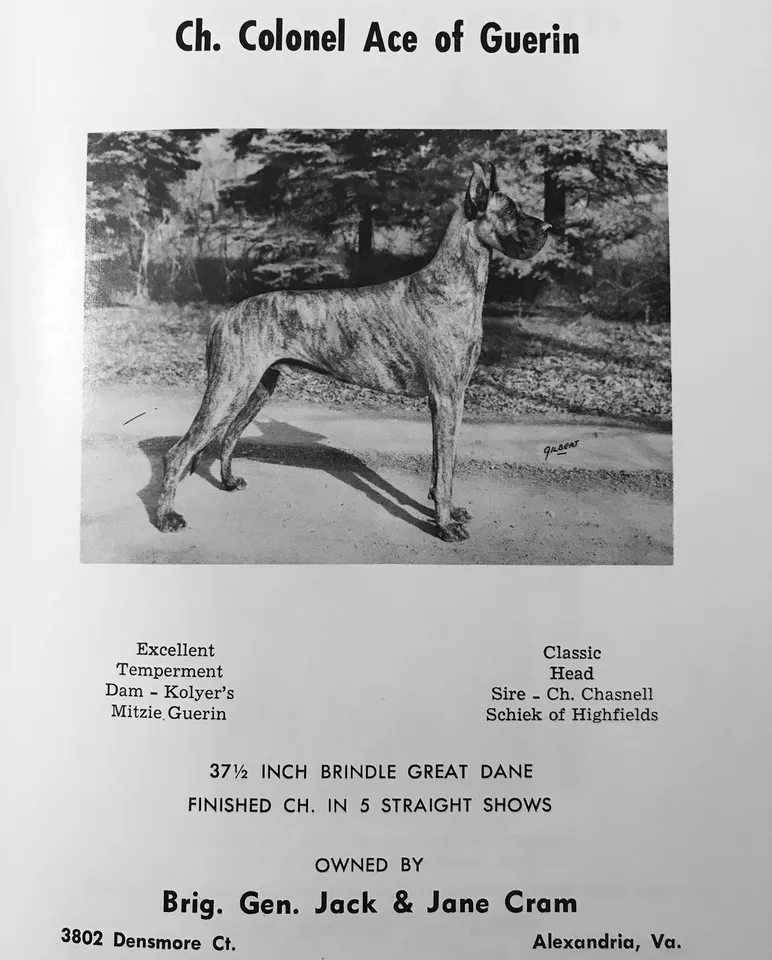 Ch. Colonel Ace of Guerin
GILBERT
Excellent
Temperment
Dam - Kolyer's
Mitzie Guerin
Classic
Head
Sire - Ch. Chasnell
Schiek of Highfields
37½ INCH BRINDLE GREAT DANE
FINISHED CH. IN 5 STRAIGHT SHOWS
OWNED BY
Brig. Gen. Jack & Jane Cram
3802 Densmore Ct. Alexandria, Va.